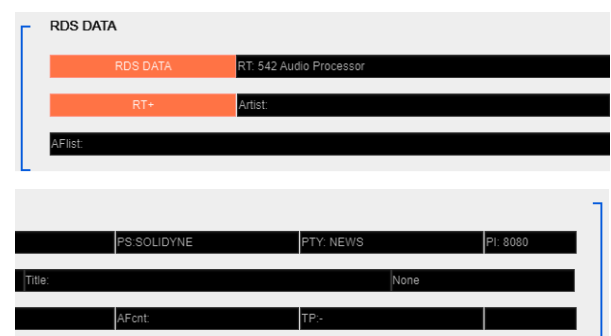 RDS DATA
RDS DATA RT: 542 Audio Processor
RT+ Artist:
AFlist:
PS:SOLIDYNE PTY: NEWS PI: 8080
Title: None
AFcnt: TP:-